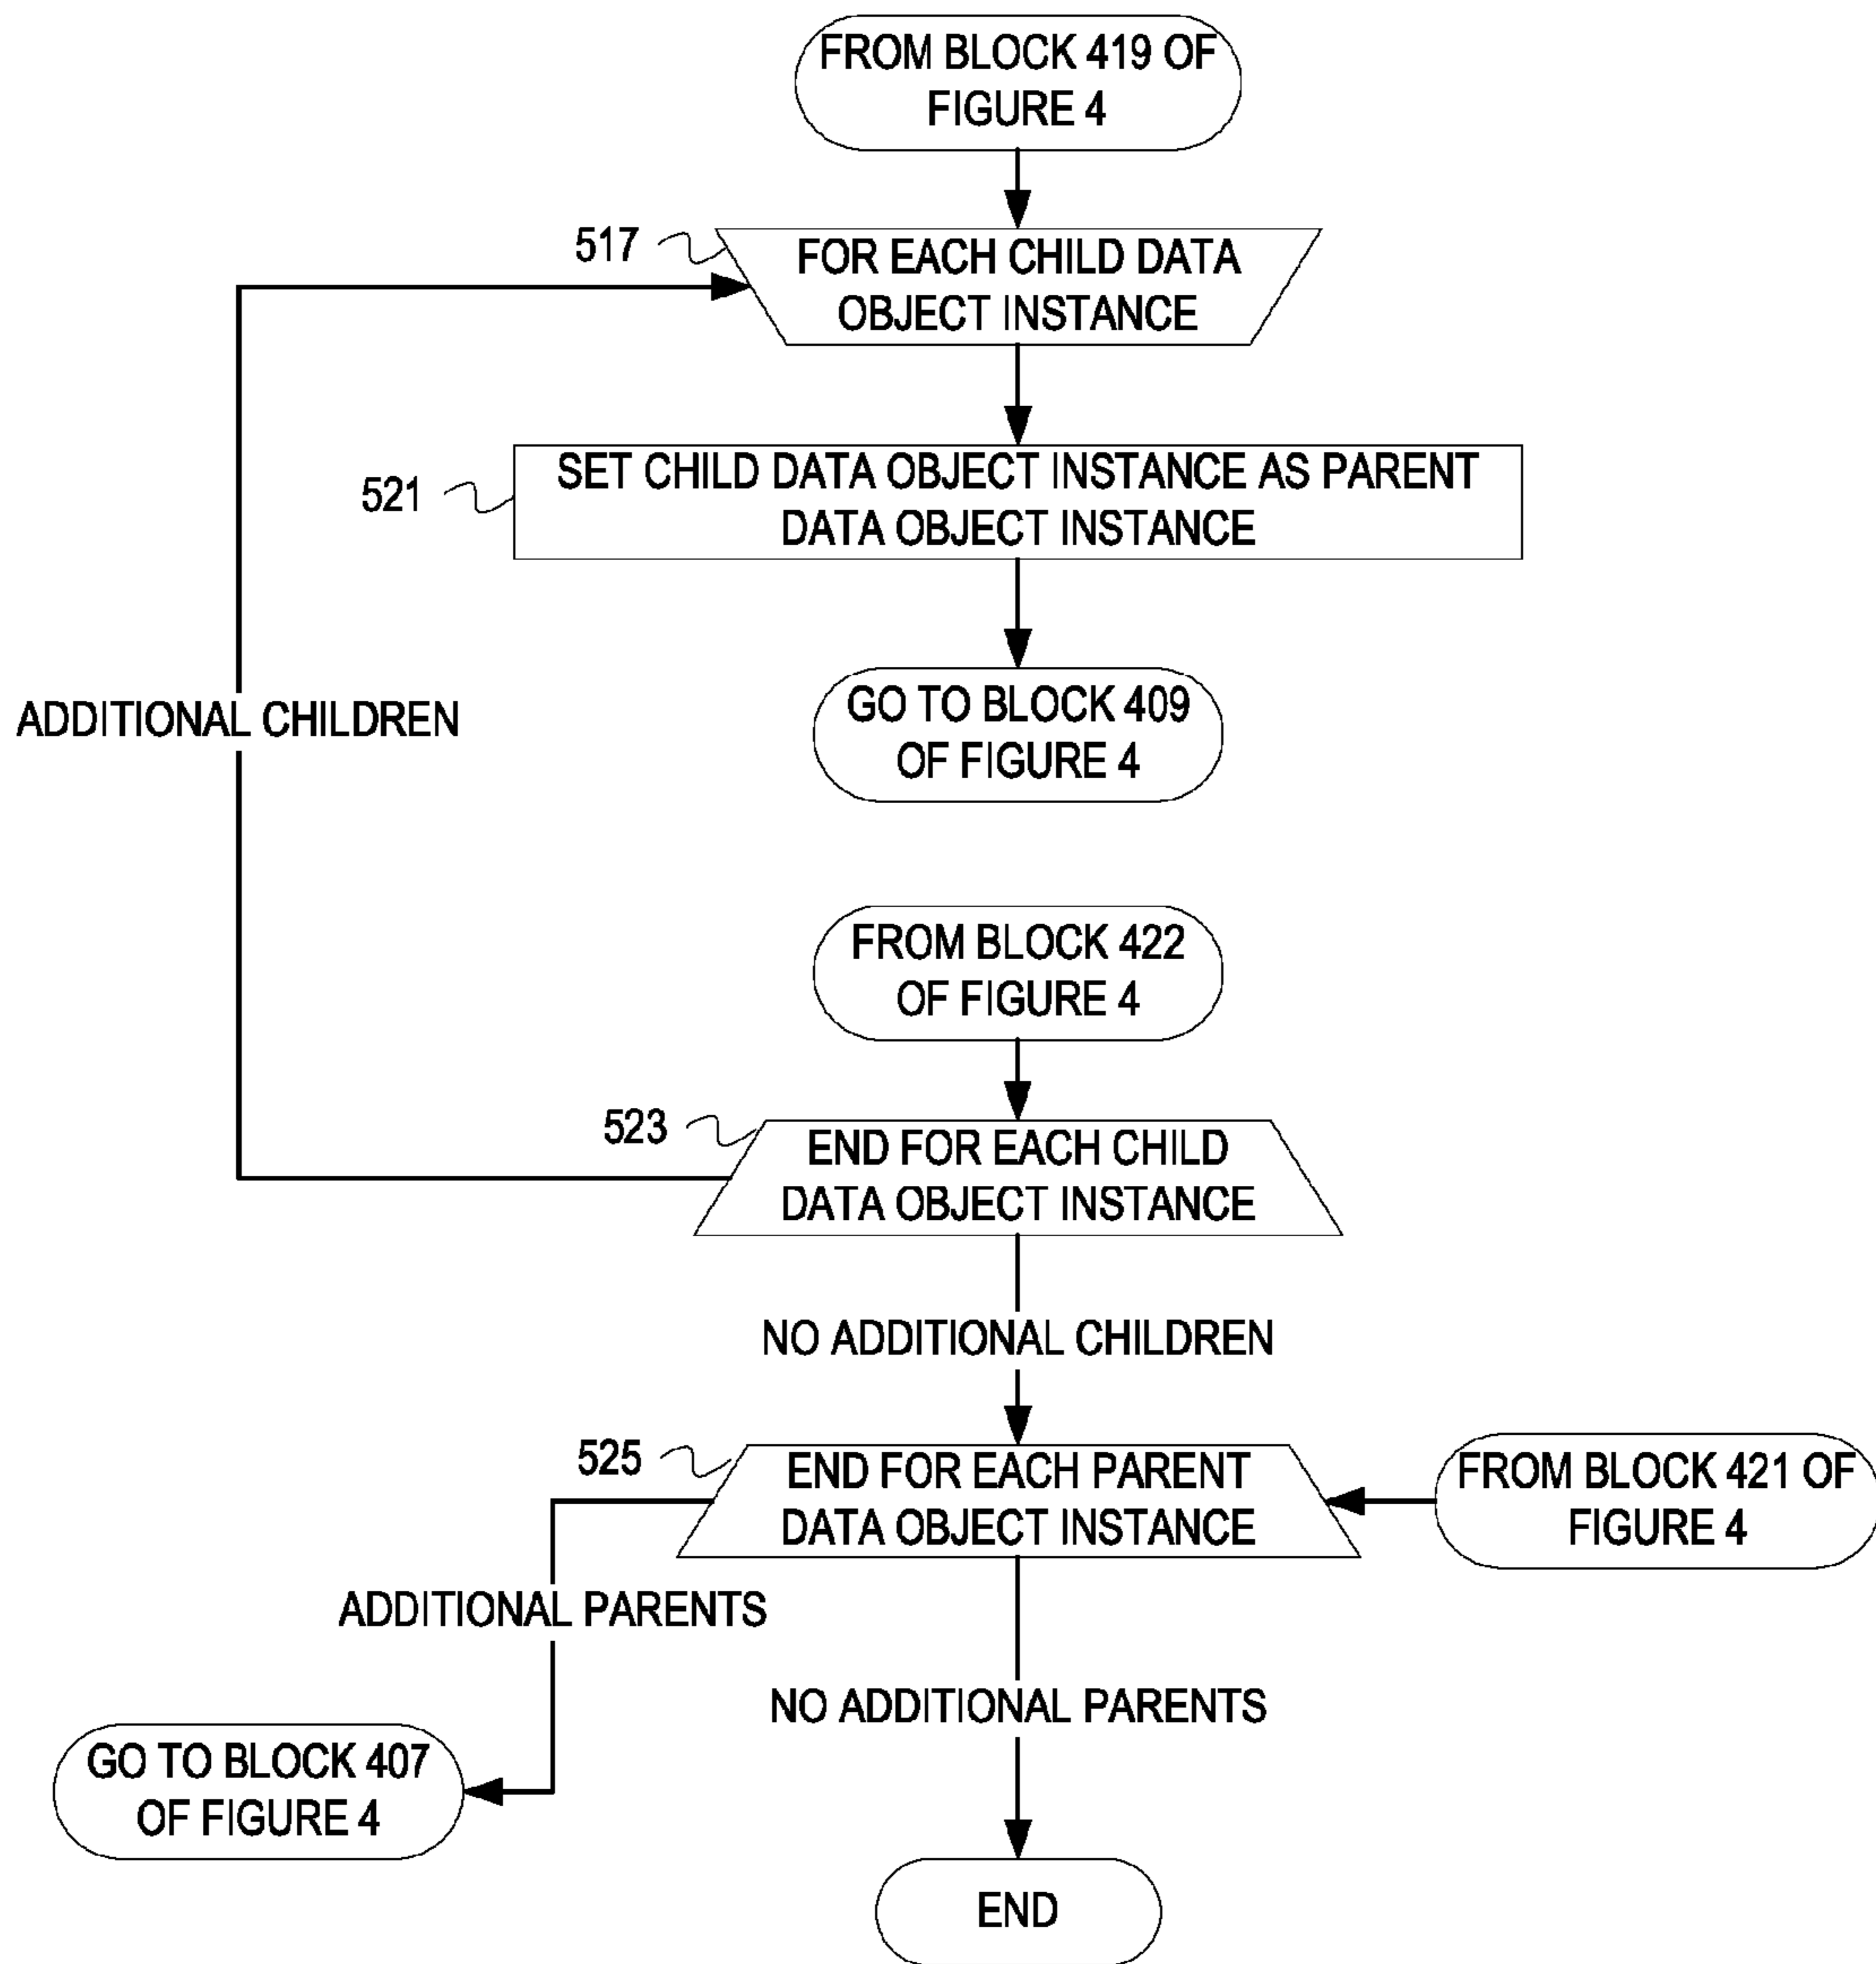 FROM BLOCK 419 OF
FIGURE 4
517
FOR EACH CHILD DATA
OBJECT INSTANCE
521
SET CHILD DATA OBJECT INSTANCE AS PARENT
DATA OBJECT INSTANCE
ADDITIONAL CHILDREN
GO TO BLOCK 409
OF FIGURE 4
FROM BLOCK 422
OF FIGURE 4
523
END FOR EACH CHILD
DATA OBJECT INSTANCE
NO ADDITIONAL CHILDREN
525
END FOR EACH PARENT
DATA OBJECT INSTANCE
FROM BLOCK 421 OF
FIGURE 4
ADDITIONAL PARENTS
NO ADDITIONAL PARENTS
GO TO BLOCK 407
OF FIGURE 4
END